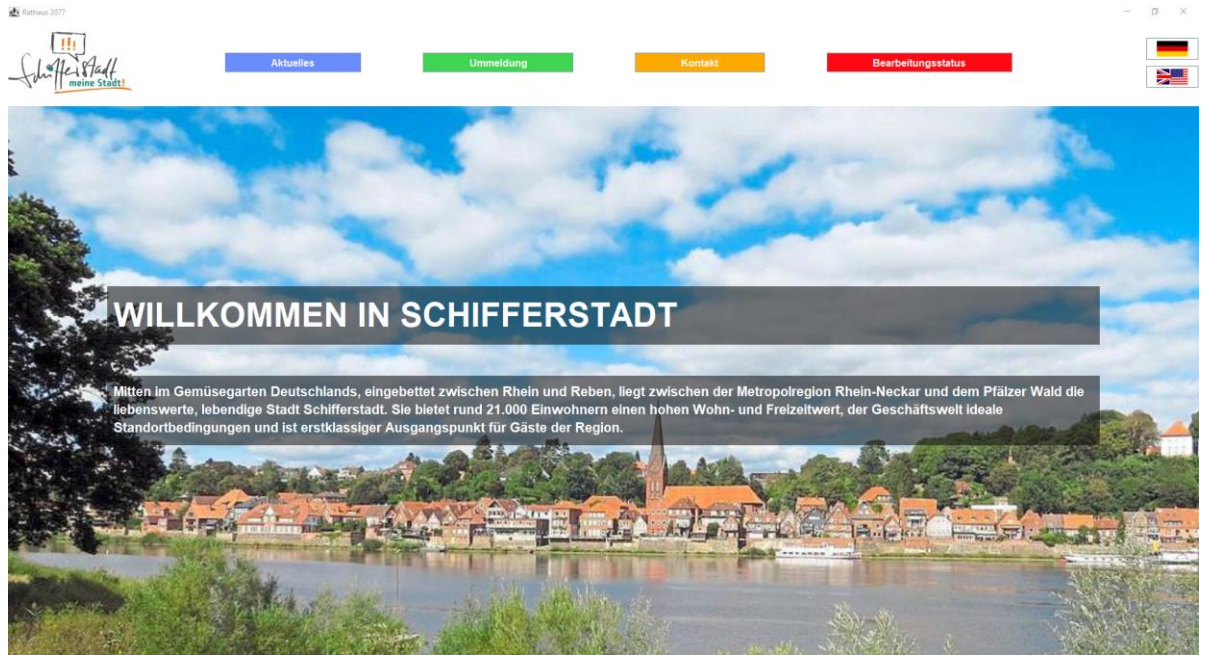 Rathaus 2077
!!!
Schifferstadt
meine Stadt!
Aktuelles
Ummeldung
Kontakt
Bearbeitungsstatus
WILLKOMMEN IN SCHIFFERSTADT
Mitten im Gemüsegarten Deutschlands, eingebettet zwischen Rhein und Reben, liegt zwischen der Metropolregion Rhein-Neckar und dem Pfälzer Wald die
liebenswerte, lebendige Stadt Schifferstadt. Sie bietet rund 21.000 Einwohnern einen hohen Wohn- und Freizeitwert, der Geschäftswelt ideale
Standortbedingungen und ist erstklassiger Ausgangspunkt für Gäste der Region.